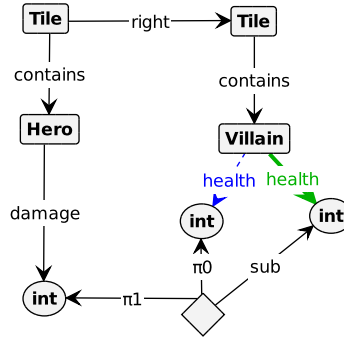 Tile
right
Tile
contains
contains
Hero
Villain
health
health
damage
int
int
π0
sub
int
π1